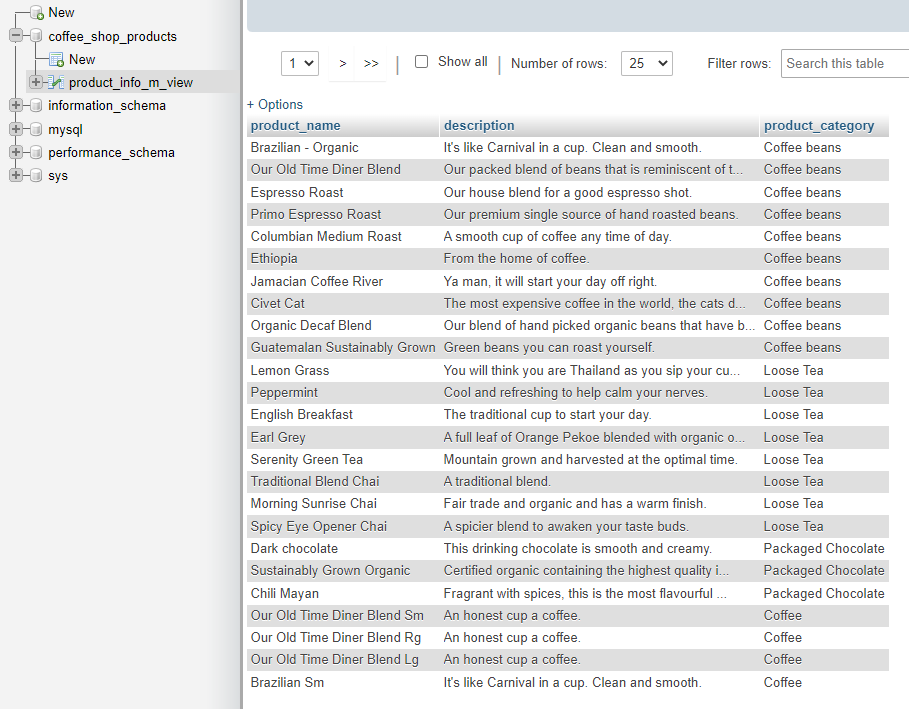 New
coffee_shop_products
New
product_info_m_view
information_schema
mysql
performance_schema
sys
1 > >> | Show all | Number of rows: 25 Filter rows: Search this table
+ Options
product_name description product_category
Brazilian - Organic It's like Carnival in a cup. Clean and smooth. Coffee beans
Our Old Time Diner Blend Our packed blend of beans that is reminiscent of t... Coffee beans
Espresso Roast Our house blend for a good espresso shot. Coffee beans
Primo Espresso Roast Our premium single source of hand roasted beans. Coffee beans
Columbian Medium Roast A smooth cup of coffee any time of day. Coffee beans
Ethiopia From the home of coffee. Coffee beans
Jamacian Coffee River Ya man, it will start your day off right. Coffee beans
Civet Cat The most expensive coffee in the world, the cats d... Coffee beans
Organic Decaf Blend Our blend of hand picked organic beans that have b... Coffee beans
Guatemalan Sustainably Grown Green beans you can roast yourself. Coffee beans
Lemon Grass You will think you are Thailand as you sip your cu... Loose Tea
Peppermint Cool and refreshing to help calm your nerves. Loose Tea
English Breakfast The traditional cup to start your day. Loose Tea
Earl Grey A full leaf of Orange Pekoe blended with organic o... Loose Tea
Serenity Green Tea Mountain grown and harvested at the optimal time. Loose Tea
Traditional Blend Chai A traditional blend. Loose Tea
Morning Sunrise Chai Fair trade and organic and has a warm finish. Loose Tea
Spicy Eye Opener Chai A spicier blend to awaken your taste buds. Loose Tea
Dark chocolate This drinking chocolate is smooth and creamy. Packaged Chocolate
Sustainably Grown Organic Certified organic containing the highest quality i... Packaged Chocolate
Chili Mayan Fragrant with spices, this is the most flavourful ... Packaged Chocolate
Our Old Time Diner Blend Sm An honest cup a coffee. Coffee
Our Old Time Diner Blend Rg An honest cup a coffee. Coffee
Our Old Time Diner Blend Lg An honest cup a coffee. Coffee
Brazilian Sm It's like Carnival in a cup. Clean and smooth. Coffee